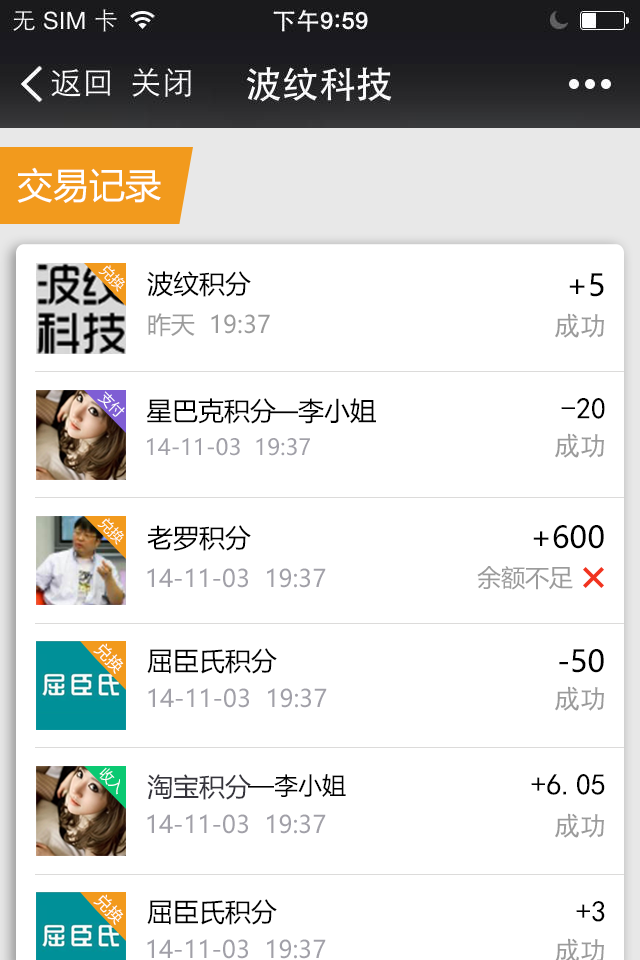 无 SIM 卡 下午9:59
返回 关闭 波纹科技
交易记录
波纹科技
兑换
波纹积分 +5
昨天 19:37 成功
支付
星巴克积分—李小姐 −20
14-11-03 19:37 成功
兑换
老罗积分 +600
14-11-03 19:37 余额不足
兑换
屈臣氏
屈臣氏积分 -50
14-11-03 19:37 成功
收入
淘宝积分—李小姐 +6.05
14-11-03 19:37 成功
兑换
屈臣氏
屈臣氏积分 +3
14-11-03 19:37 成功